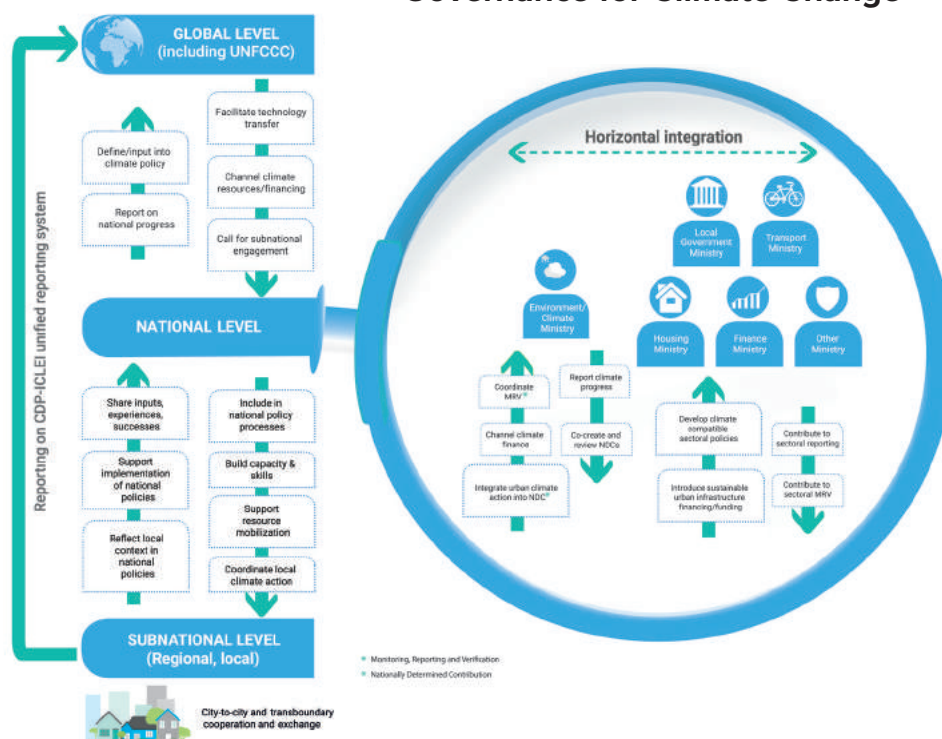 Governance for Climate Change
GLOBAL LEVEL
(including UNFCCC)
Facilitate technology
transfer
Define/input into
climate policy
Channel climate
resources/financing
Report on
national progress
Call for subnational
engagement
Reporting on CDP-ICLEI unified reporting system
NATIONAL LEVEL
Share inputs,
experiences,
successes
Include in
national policy
processes
Support
implementation
of national
policies
Build capacity &
skills
Support
resource
mobilization
Reflect local
context in
national
policies
Coordinate local
climate action
SUBNATIONAL LEVEL
(Regional, local)
City-to-city and transboundary
cooperation and exchange
Horizontal integration
Local
Government
Ministry
Transport
Ministry
Environment/
Climate
Ministry
Housing
Ministry
Finance
Ministry
Other
Ministry
Coordinate
MRV*
Report climate
progress
Channel climate
finance
Co-create and
review NDCs
Integrate urban climate
action into NDC*
Develop climate
compatible
sectoral policies
Contribute to
sectoral reporting
Introduce sustainable
urban infrastructure
financing/funding
Contribute to
sectoral MRV
* Monitoring, Reporting and Verification
* Nationally Determined Contribution